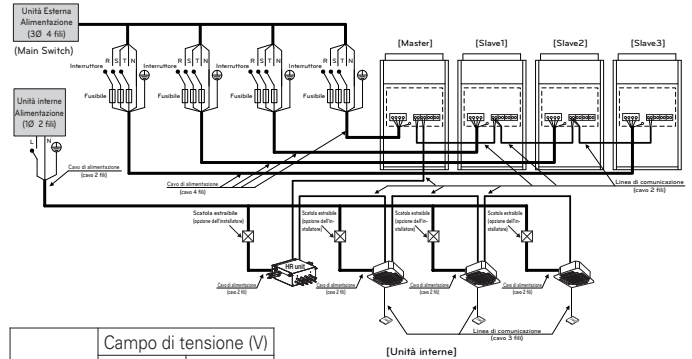 Unità Esterna
Alimentazione
(3Ø 4 fili)
(Main Switch)
R S T N
Interruttore
Fusibile
R S T N
Interruttore
Fusibile
R S T N
Interruttore
Fusibile
R S T N
Interruttore
Fusibile
[Master]
[Slave1]
[Slave2]
[Slave3]
Unità interne
Alimentazione
(1Ø 2 fili)
L
N
Cavo di alimentazione
(cavo 2 fili)
Cavo di alimentazione
(cavo 4 fili)
Linea di comunicazione
(cavo 2 fili)
Scatola estraibile
(opzione dell'installatore)
Scatola estraibile
(opzione dell'in-
stallatore)
Scatola estraibile
(opzione dell'in-
stallatore)
Scatola estraibile
(opzione dell'in-
stallatore)
HR unit
Cavo di alimentazione
(cavo 2 fili)
Cavo di alimentazione
(cavo 2 fili)
Cavo di alimentazione
(cavo 2 fili)
Cavo di alimentazione
(cavo 2 fili)
Linea di comunicazione
(cavo 3 fili)
[Unità interne]
Campo di tensione (V)